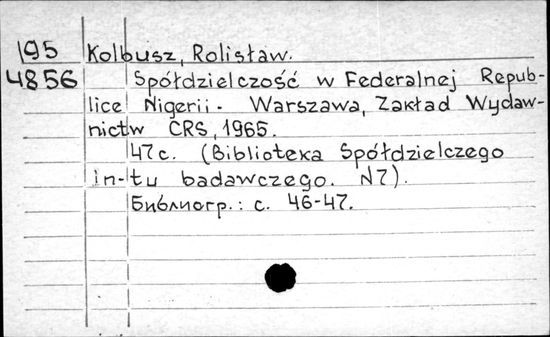 195 Kolbusz, Rolisław.
4856 Spółdzielczość w Federalnej Repub-
lice Nigerii. Warszawa, Zakład Wydaw-
nictw CRS, 1965.
47 c. (Biblioteka Spółdzielczego
in-tu badawczego. N7).
Библиогр.: с. 46-47.